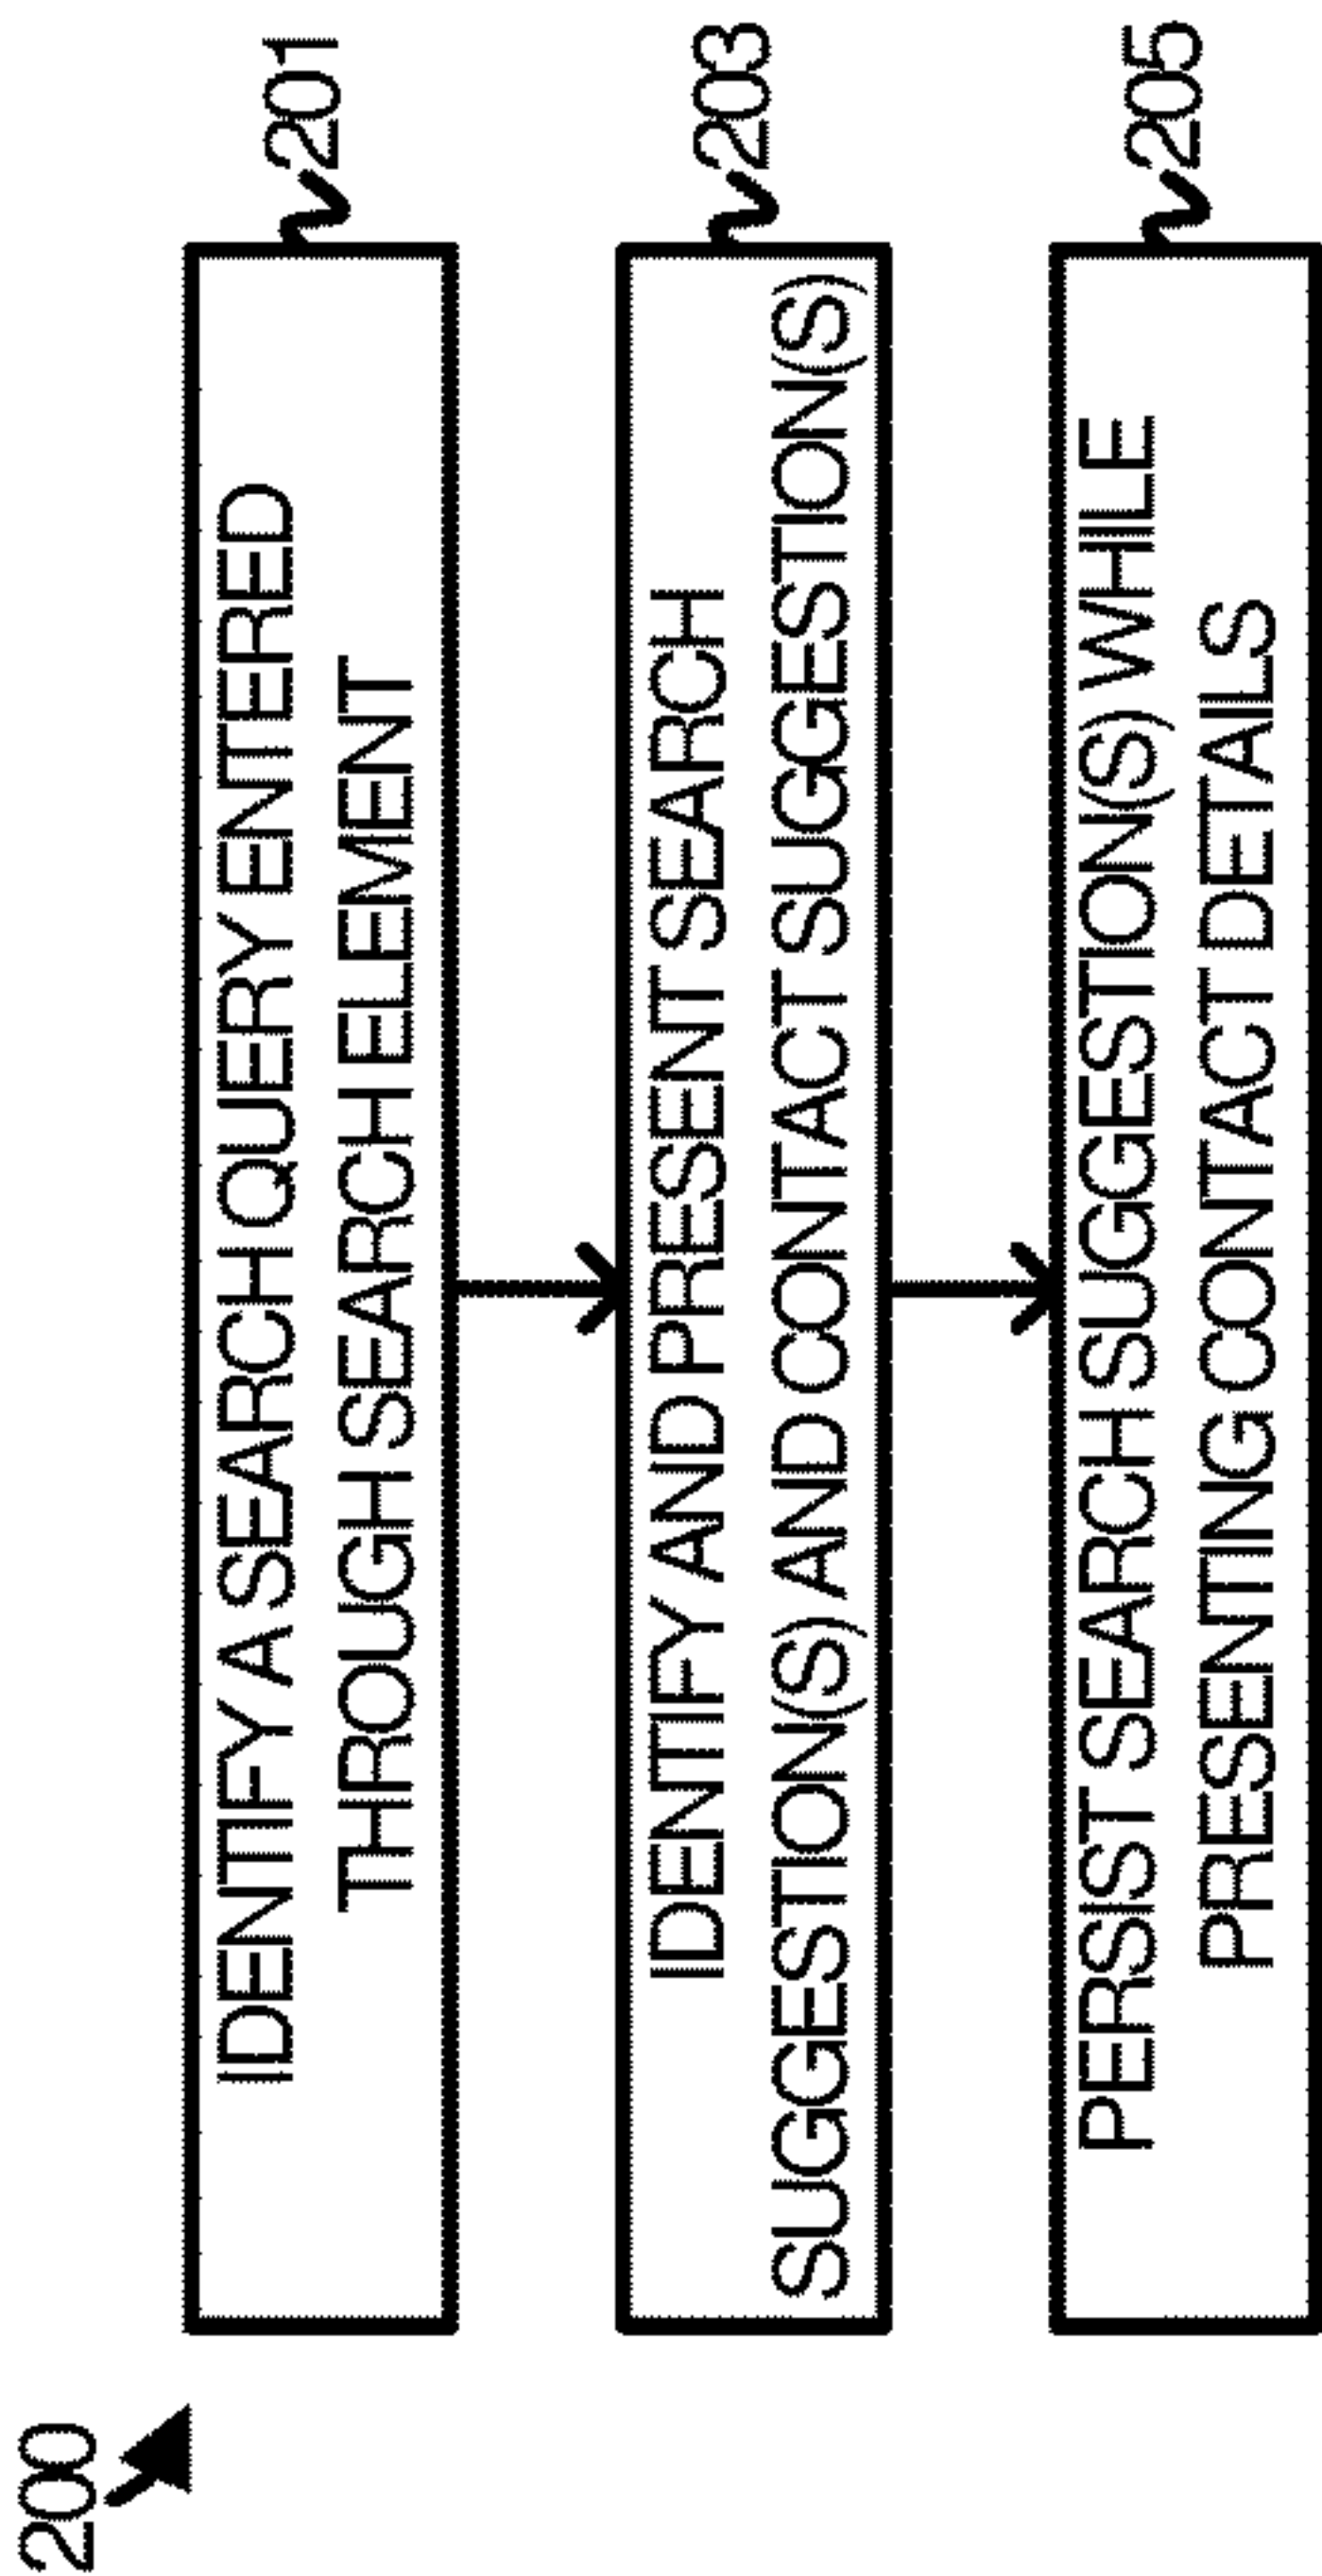 200
IDENTIFY A SEARCH QUERY ENTERED
THROUGH SEARCH ELEMENT
201
IDENTIFY AND PRESENT SEARCH
SUGGESTION(S) AND CONTACT SUGGESTION(S)
203
PERSIST SEARCH SUGGESTION(S) WHILE
PRESENTING CONTACT DETAILS
205